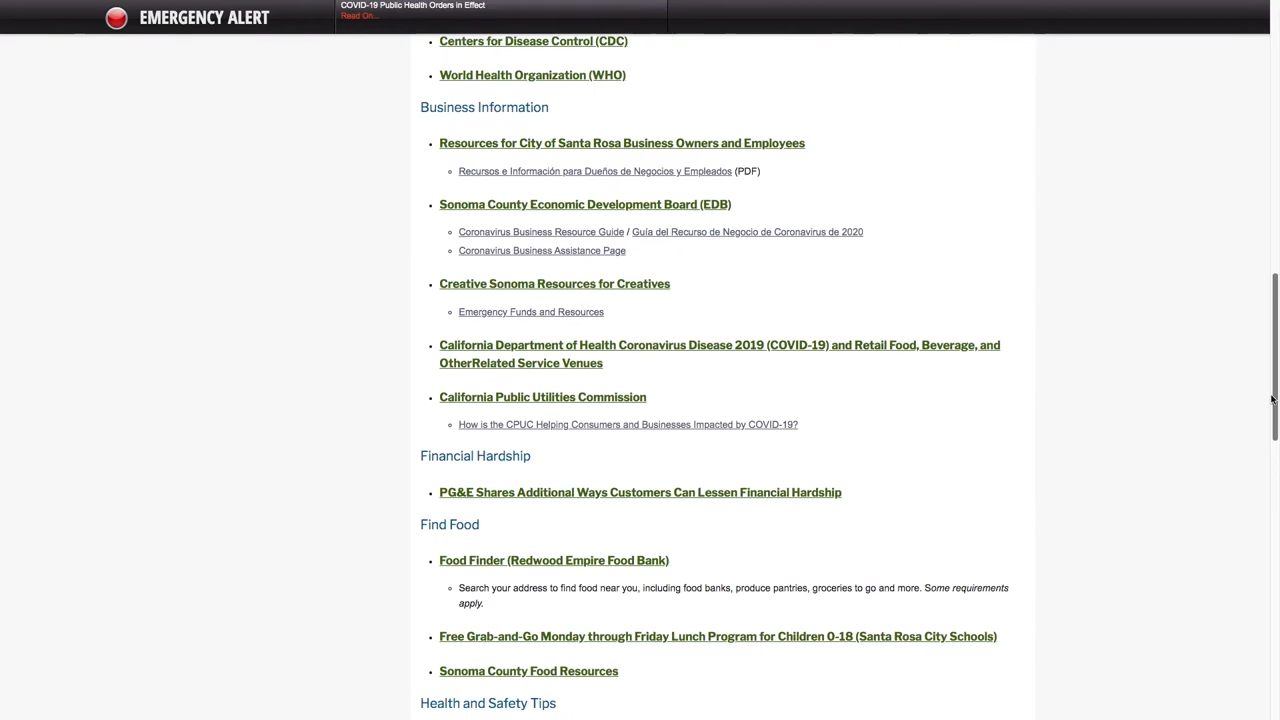 EMERGENCY ALERT
COVID-19 Public Health Orders in Effect
Read On...
Centers for Disease Control (CDC)
World Health Organization (WHO)
Business Information
Resources for City of Santa Rosa Business Owners and Employees
Recursos e Información para Dueños de Negocios y Empleados (PDF)
Sonoma County Economic Development Board (EDB)
Coronavirus Business Resource Guide / Guía del Recurso de Negocio de Coronavirus de 2020
Coronavirus Business Assistance Page
Creative Sonoma Resources for Creatives
Emergency Funds and Resources
California Department of Health Coronavirus Disease 2019 (COVID-19) and Retail Food, Beverage, and
OtherRelated Service Venues
California Public Utilities Commission
How is the CPUC Helping Consumers and Businesses Impacted by COVID-19?
Financial Hardship
PG&E Shares Additional Ways Customers Can Lessen Financial Hardship
Find Food
Food Finder (Redwood Empire Food Bank)
Search your address to find food near you, including food banks, produce pantries, groceries to go and more. Some requirements
apply.
Free Grab-and-Go Monday through Friday Lunch Program for Children 0-18 (Santa Rosa City Schools)
Sonoma County Food Resources
Health and Safety Tips